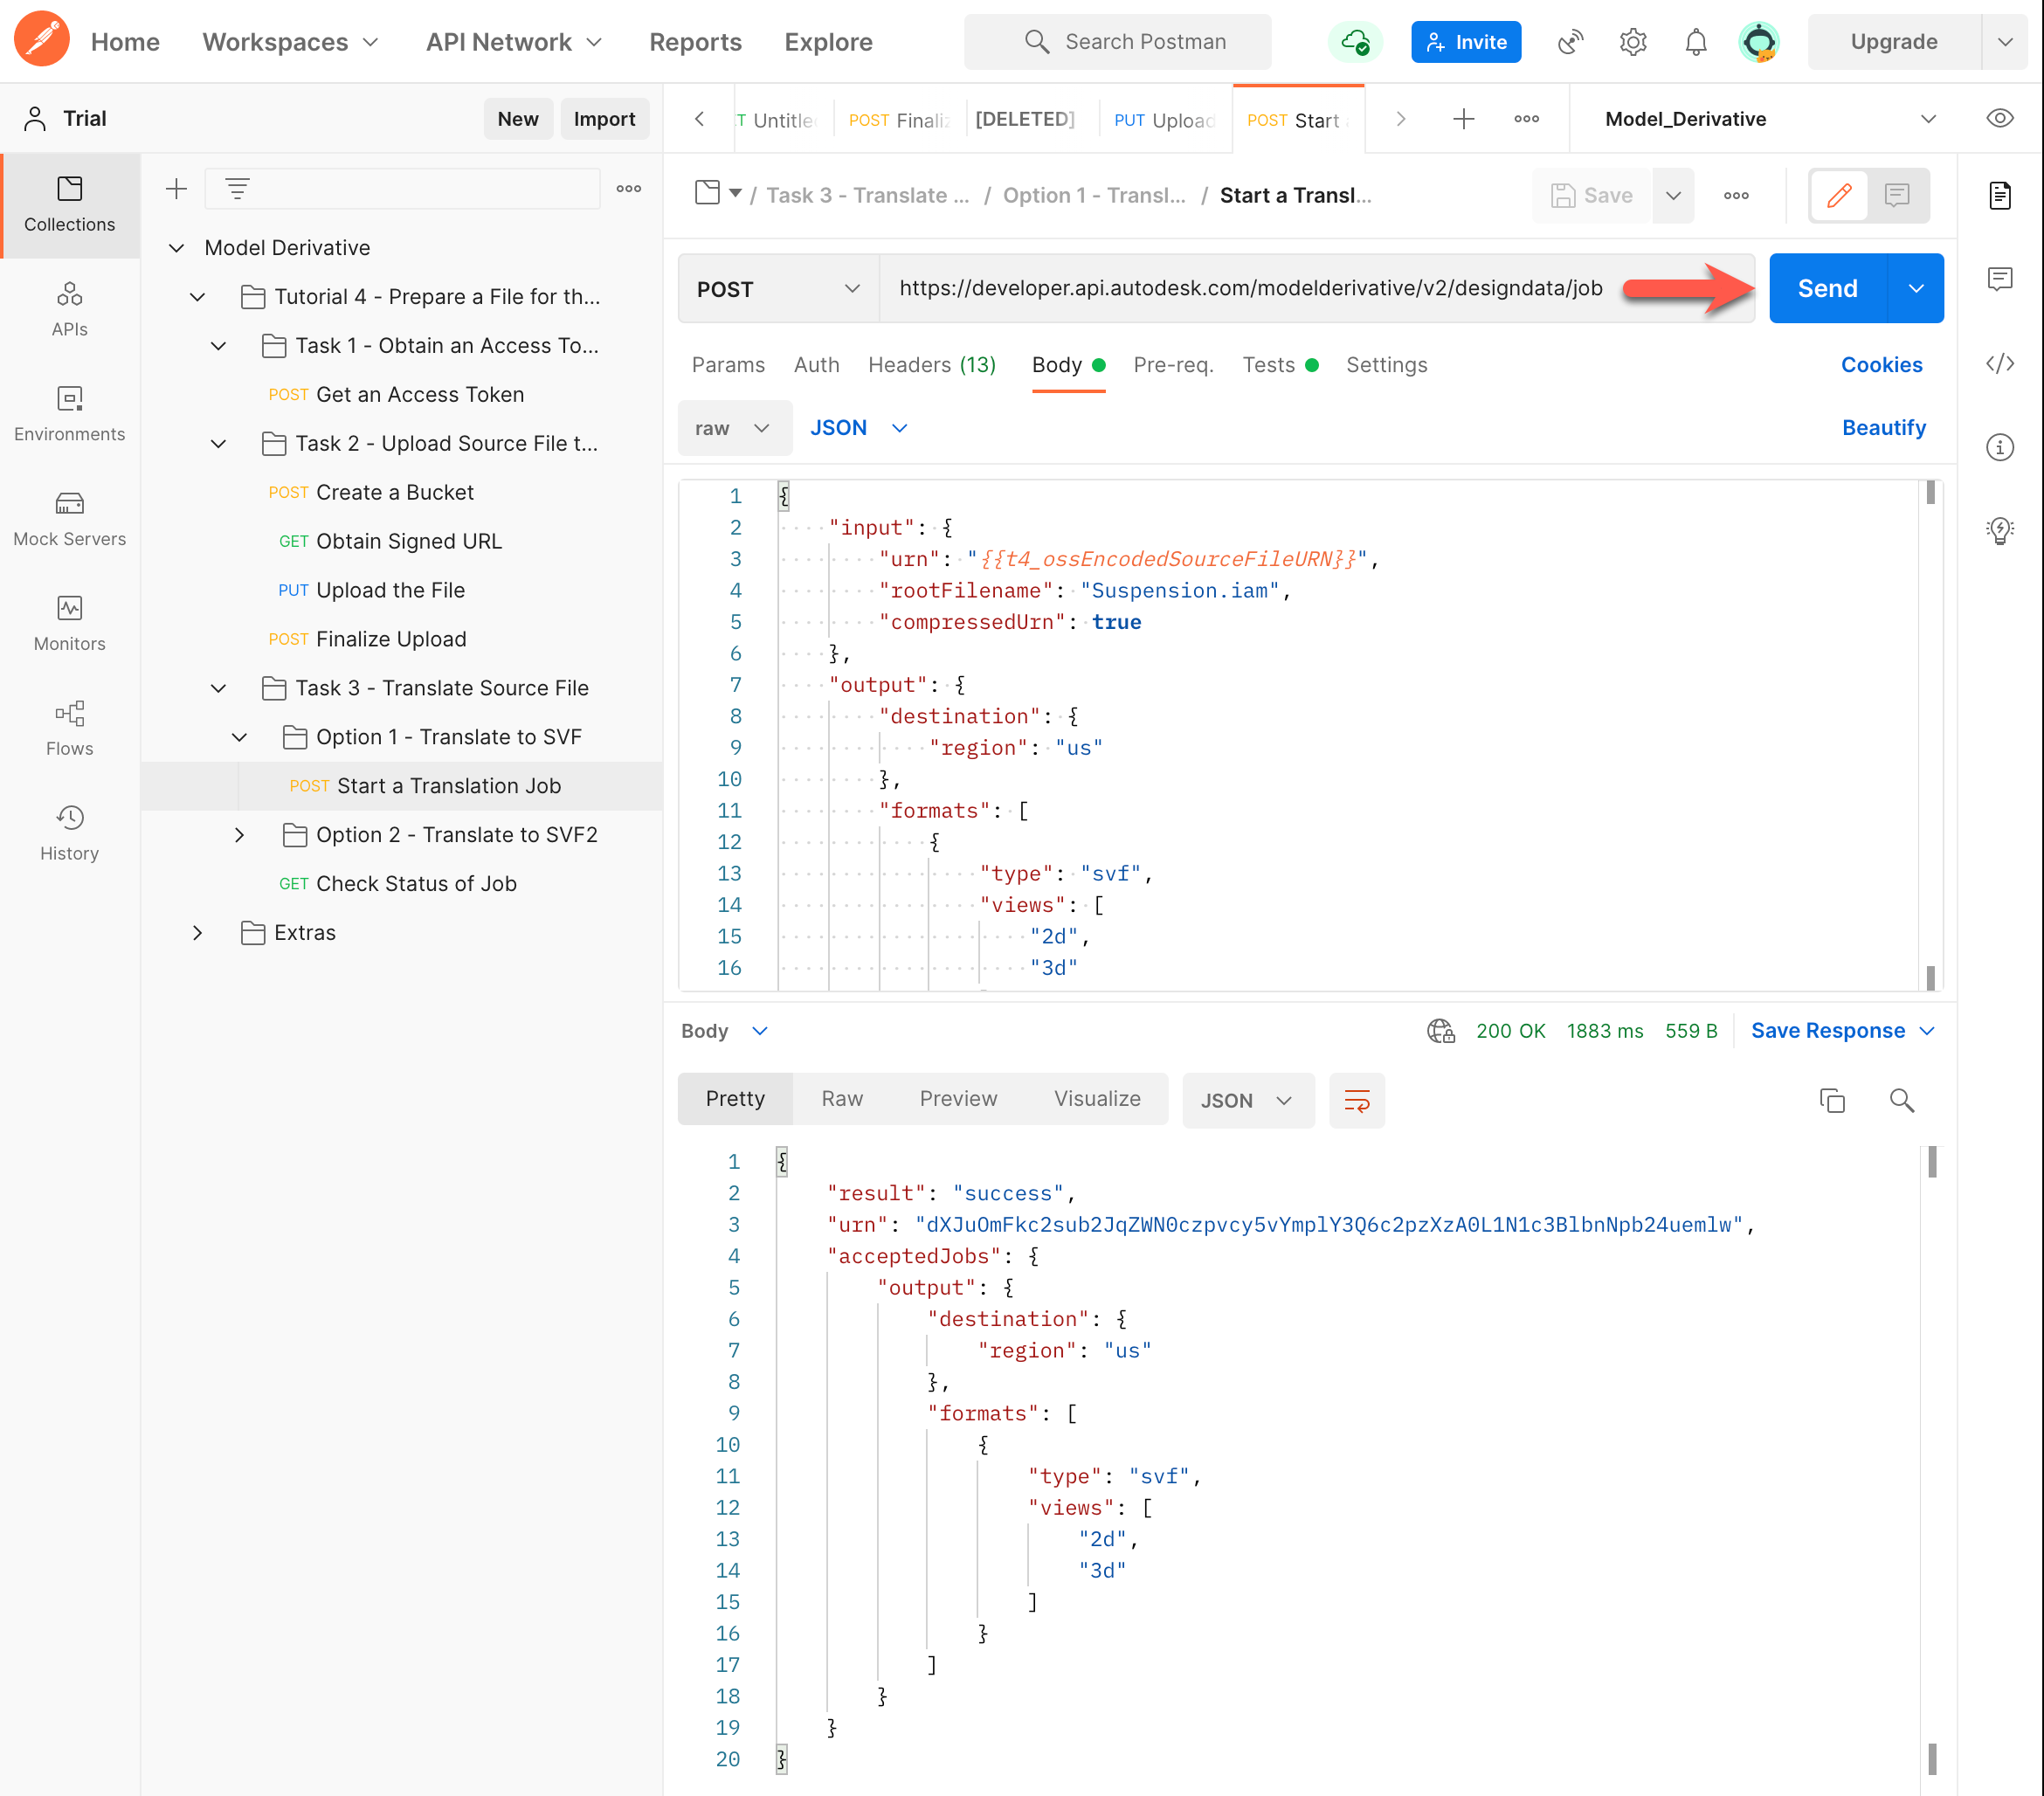 Home Workspaces API Network Reports Explore Search Postman Invite Upgrade
Trial New Import
T Untitle POST Finaliz [DELETED] PUT Upload POST Start Model_Derivative
Collections
APIs
Environments
Mock Servers
Monitors
Flows
History
Model Derivative
Tutorial 4 - Prepare a File for th...
Task 1 - Obtain an Access To...
POST Get an Access Token
Task 2 - Upload Source File t...
POST Create a Bucket
GET Obtain Signed URL
PUT Upload the File
POST Finalize Upload
Task 3 - Translate Source File
Option 1 - Translate to SVF
POST Start a Translation Job
Option 2 - Translate to SVF2
GET Check Status of Job
Extras
/ Task 3 - Translate ... / Option 1 - Transl... / Start a Transl... Save
POST https://developer.api.autodesk.com/modelderivative/v2/designdata/job Send
Params Auth Headers (13) Body Pre-req. Tests Settings Cookies
raw JSON Beautify
1 {
2 "input": {
3 "urn": "{{t4_ossEncodedSourceFileURN}}",
4 "rootFilename": "Suspension.iam",
5 "compressedUrn": true
6 },
7 "output": {
8 "destination": {
9 "region": "us"
10 },
11 "formats": [
12 {
13 "type": "svf",
14 "views": [
15 "2d",
16 "3d"
Body 200 OK 1883 ms 559 B Save Response
Pretty Raw Preview Visualize JSON
1 {
2 "result": "success",
3 "urn": "dXJuOmFkc2sub2JqZWN0czpvcy5vYmplY3Q6c2pzXzA0L1N1c3BlbnNpb24uemlw",
4 "acceptedJobs": {
5 "output": {
6 "destination": {
7 "region": "us"
8 },
9 "formats": [
10 {
11 "type": "svf",
12 "views": [
13 "2d",
14 "3d"
15 ]
16 }
17 ]
18 }
19 }
20 }